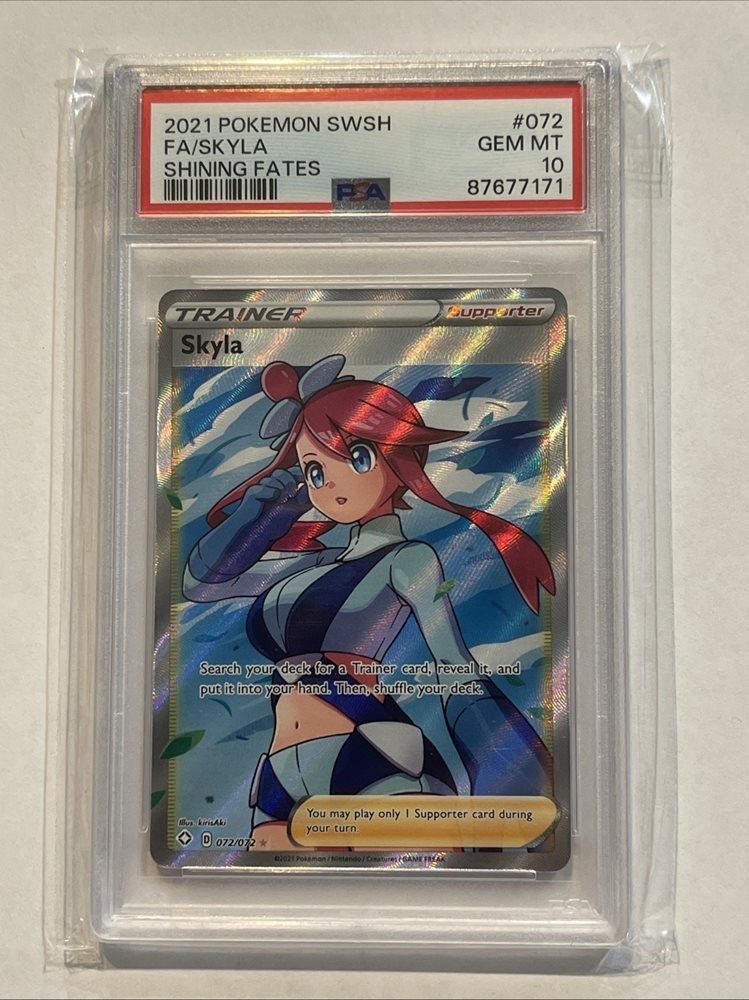 2021 POKEMON SWSH #072
FA/SKYLA GEM MT
SHINING FATES 10
PSA 87677171
TRAINER Supporter
Skyla
Search your deck for a Trainer card, reveal it, and
put it into your hand. Then, shuffle your deck.
You may play only 1 Supporter card during
your turn.
Illus. kirisAki
D 072/072
©2021 Pokémon / Nintendo / Creatures / GAME FREAK